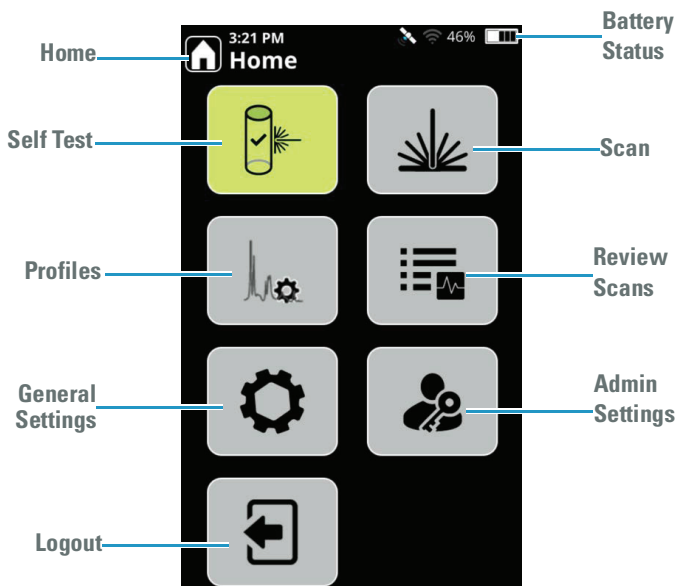 Battery
Status
Home
3:21 PM
46%
Home
Self Test
Scan
Profiles
Review
Scans
General
Settings
Admin
Settings
Logout